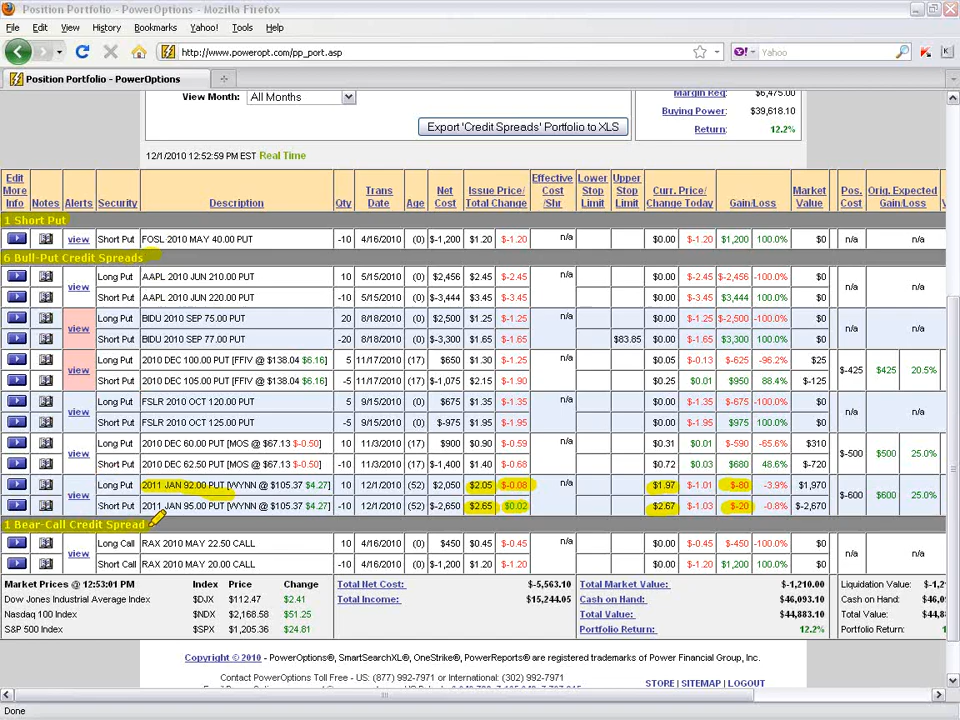 Position Portfolio - PowerOptions - Mozilla Firefox
File Edit View History Bookmarks Yahoo! Tools Help
http://www.poweropt.com/pp_port.asp Yahoo
Position Portfolio - PowerOptions
View Month: All Months
Margin Req: $6,475.00
Buying Power: $39,618.10
Export 'Credit Spreads' Portfolio to XLS
Return: 12.2%
12/1/2010 12:52:59 PM EST Real Time
Edit More Info Notes Alerts Security Description Qty Trans Date Age Net Cost Issue Price/ Total Change Effective Cost /Shr Lower Stop Limit Upper Stop Limit Curr. Price/ Change Today Gain/Loss Market Value Pos. Cost Orig. Expected Gain/Loss
1 Short Put
view Short Put FOSL 2010 MAY 40.00 PUT -10 4/16/2010 (0) $-1,200 $1.20 $-1.20 n/a $0.00 $-1.20 $1,200 100.0% $0 n/a n/a
6 Bull-Put Credit Spreads
view Long Put AAPL 2010 JUN 210.00 PUT 10 5/15/2010 (0) $2,456 $2.45 $-2.45 n/a $0.00 $-2.45 $-2,456 -100.0% $0 n/a n/a
Short Put AAPL 2010 JUN 220.00 PUT -10 5/15/2010 (0) $-3,444 $3.45 $-3.45 $0.00 $-3.45 $3,444 100.0% $0
view Long Put BIDU 2010 SEP 75.00 PUT 20 8/18/2010 (0) $2,500 $1.25 $-1.25 n/a $0.00 $-1.25 $-2,500 -100.0% $0 n/a n/a
Short Put BIDU 2010 SEP 77.00 PUT -20 8/18/2010 (0) $-3,300 $1.65 $-1.65 $83.85 $0.00 $-1.65 $3,300 100.0% $0
view Long Put 2010 DEC 100.00 PUT [FFIV @ $138.04 $6.16] 5 11/17/2010 (17) $650 $1.30 $-1.25 n/a $0.05 $-0.13 $-625 -96.2% $25 $-425 $425 20.5%
Short Put 2010 DEC 105.00 PUT [FFIV @ $138.04 $6.16] -5 11/17/2010 (17) $-1,075 $2.15 $-1.90 $0.25 $0.01 $950 88.4% $-125
view Long Put FSLR 2010 OCT 120.00 PUT 5 9/15/2010 (0) $675 $1.35 $-1.35 n/a $0.00 $-1.35 $-675 -100.0% $0 n/a n/a
Short Put FSLR 2010 OCT 125.00 PUT -5 9/15/2010 (0) $-975 $1.95 $-1.95 $0.00 $-1.95 $975 100.0% $0
view Long Put 2010 DEC 60.00 PUT [MOS @ $67.13 $-0.50] 10 11/3/2010 (17) $900 $0.90 $-0.59 n/a $0.31 $0.01 $-590 -65.6% $310 $-500 $500 25.0%
Short Put 2010 DEC 62.50 PUT [MOS @ $67.13 $-0.50] -10 11/3/2010 (17) $-1,400 $1.40 $-0.68 $0.72 $0.03 $680 48.6% $-720
view Long Put 2011 JAN 92.00 PUT [WYNN @ $105.37 $4.27] 10 12/1/2010 (52) $2,050 $2.05 $-0.08 n/a $1.97 $-1.01 $-80 -3.9% $1,970 $-600 $600 25.0%
Short Put 2011 JAN 95.00 PUT [WYNN @ $105.37 $4.27] -10 12/1/2010 (52) $-2,650 $2.65 $0.02 $2.67 $-1.03 $-20 -0.8% $-2,670
1 Bear-Call Credit Spread
view Long Call RAX 2010 MAY 22.50 CALL 10 4/16/2010 (0) $450 $0.45 $-0.45 n/a $0.00 $-0.45 $-450 -100.0% $0 n/a n/a
Short Call RAX 2010 MAY 20.00 CALL -10 4/16/2010 (0) $-1,200 $1.20 $-1.20 $0.00 $-1.20 $1,200 100.0% $0
Market Prices @ 12:53:01 PM Index Price Change Total Net Cost: $-5,563.10 Total Market Value: $-1,210.00 Liquidation Value:
Dow Jones Industrial Average Index $DJX $112.47 $2.41 Total Income: $15,244.05 Cash on Hand: $46,093.10 Cash on Hand:
Nasdaq 100 Index $NDX $2,168.58 $51.25 Total Value: $44,883.10 Total Value:
S&P 500 Index $SPX $1,205.36 $24.81 Portfolio Return: 12.2% Portfolio Return:
Copyright © 2010 - PowerOptions®, SmartSearchXL®, OneStrike®, PowerReports® are registered trademarks of Power Financial Group, Inc.
Contact PowerOptions Toll Free - US: (877) 992-7971 or International: (302) 992-7971
STORE | SITEMAP | LOGOUT
Done